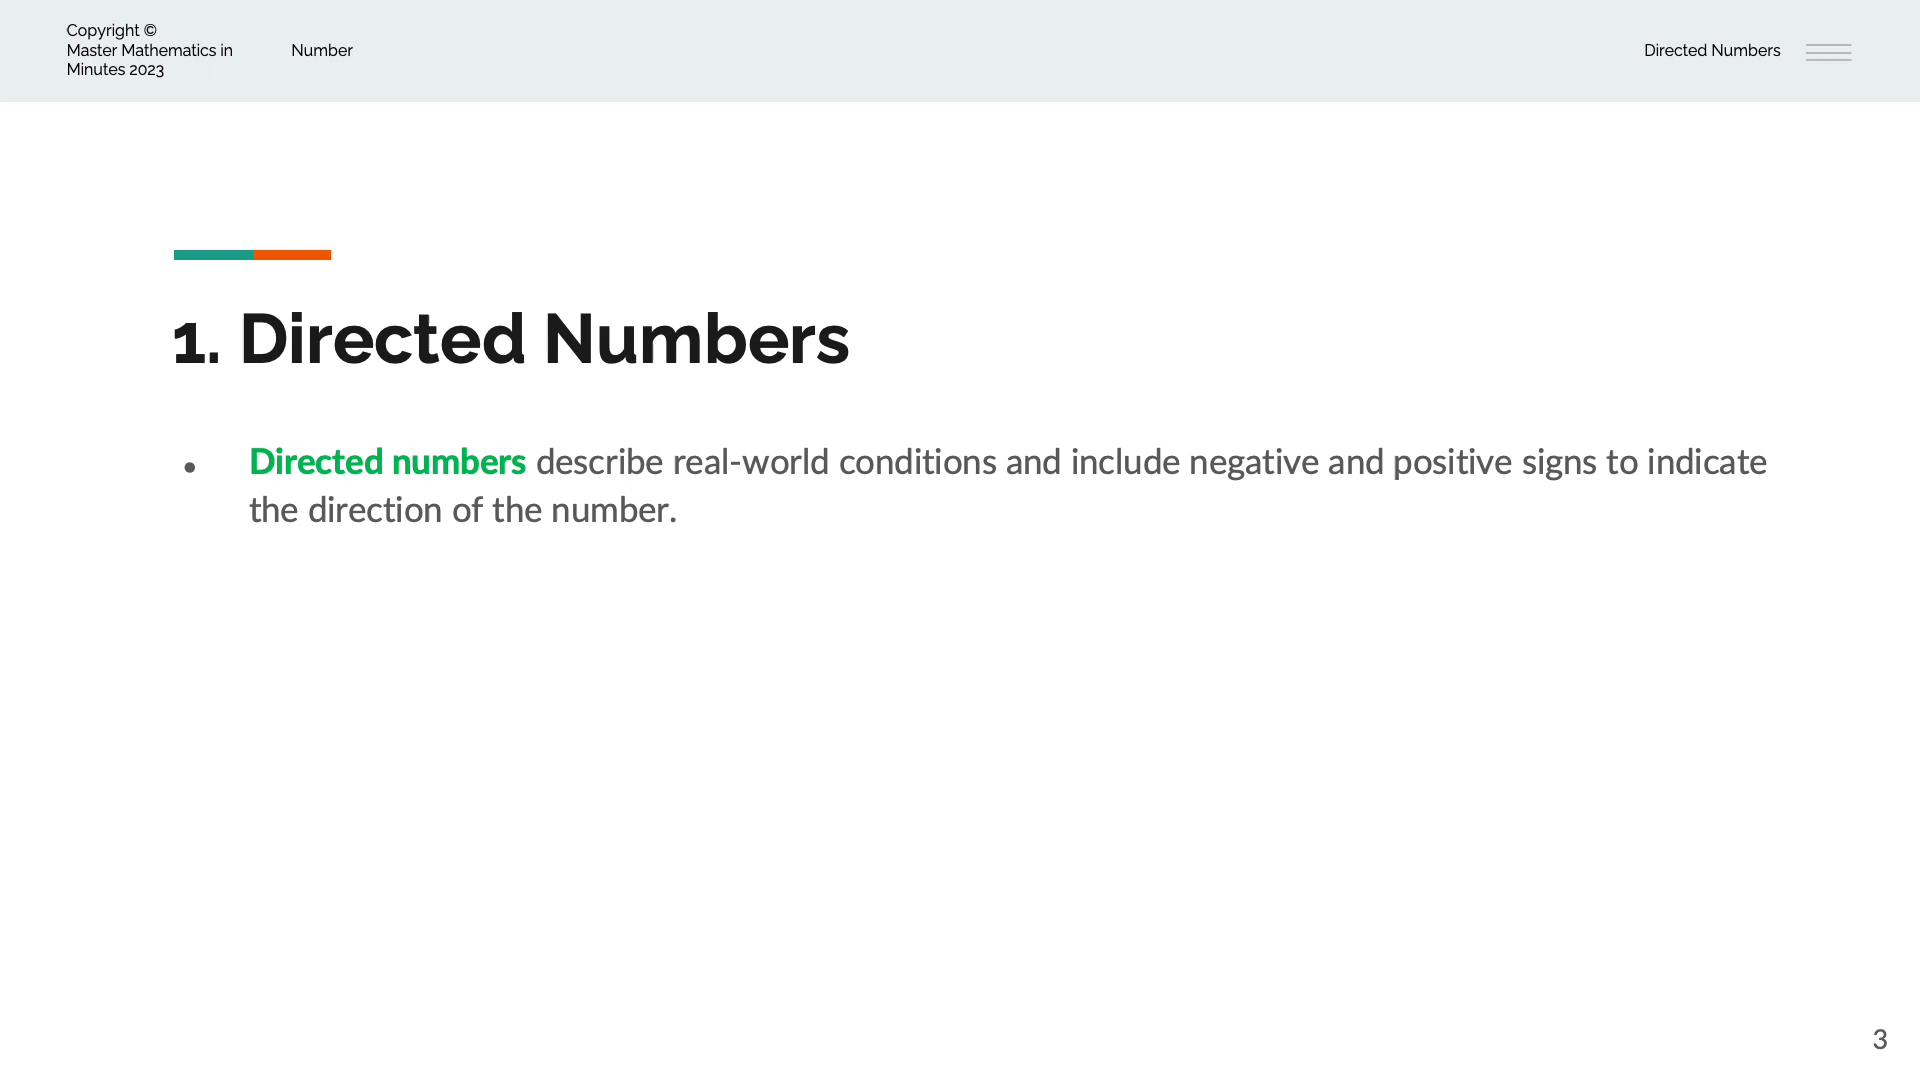 Copyright ©
Master Mathematics in
Minutes 2023
Number
Directed Numbers
1. Directed Numbers
● Directed numbers describe real-world conditions and include negative and positive signs to indicate
the direction of the number.
3